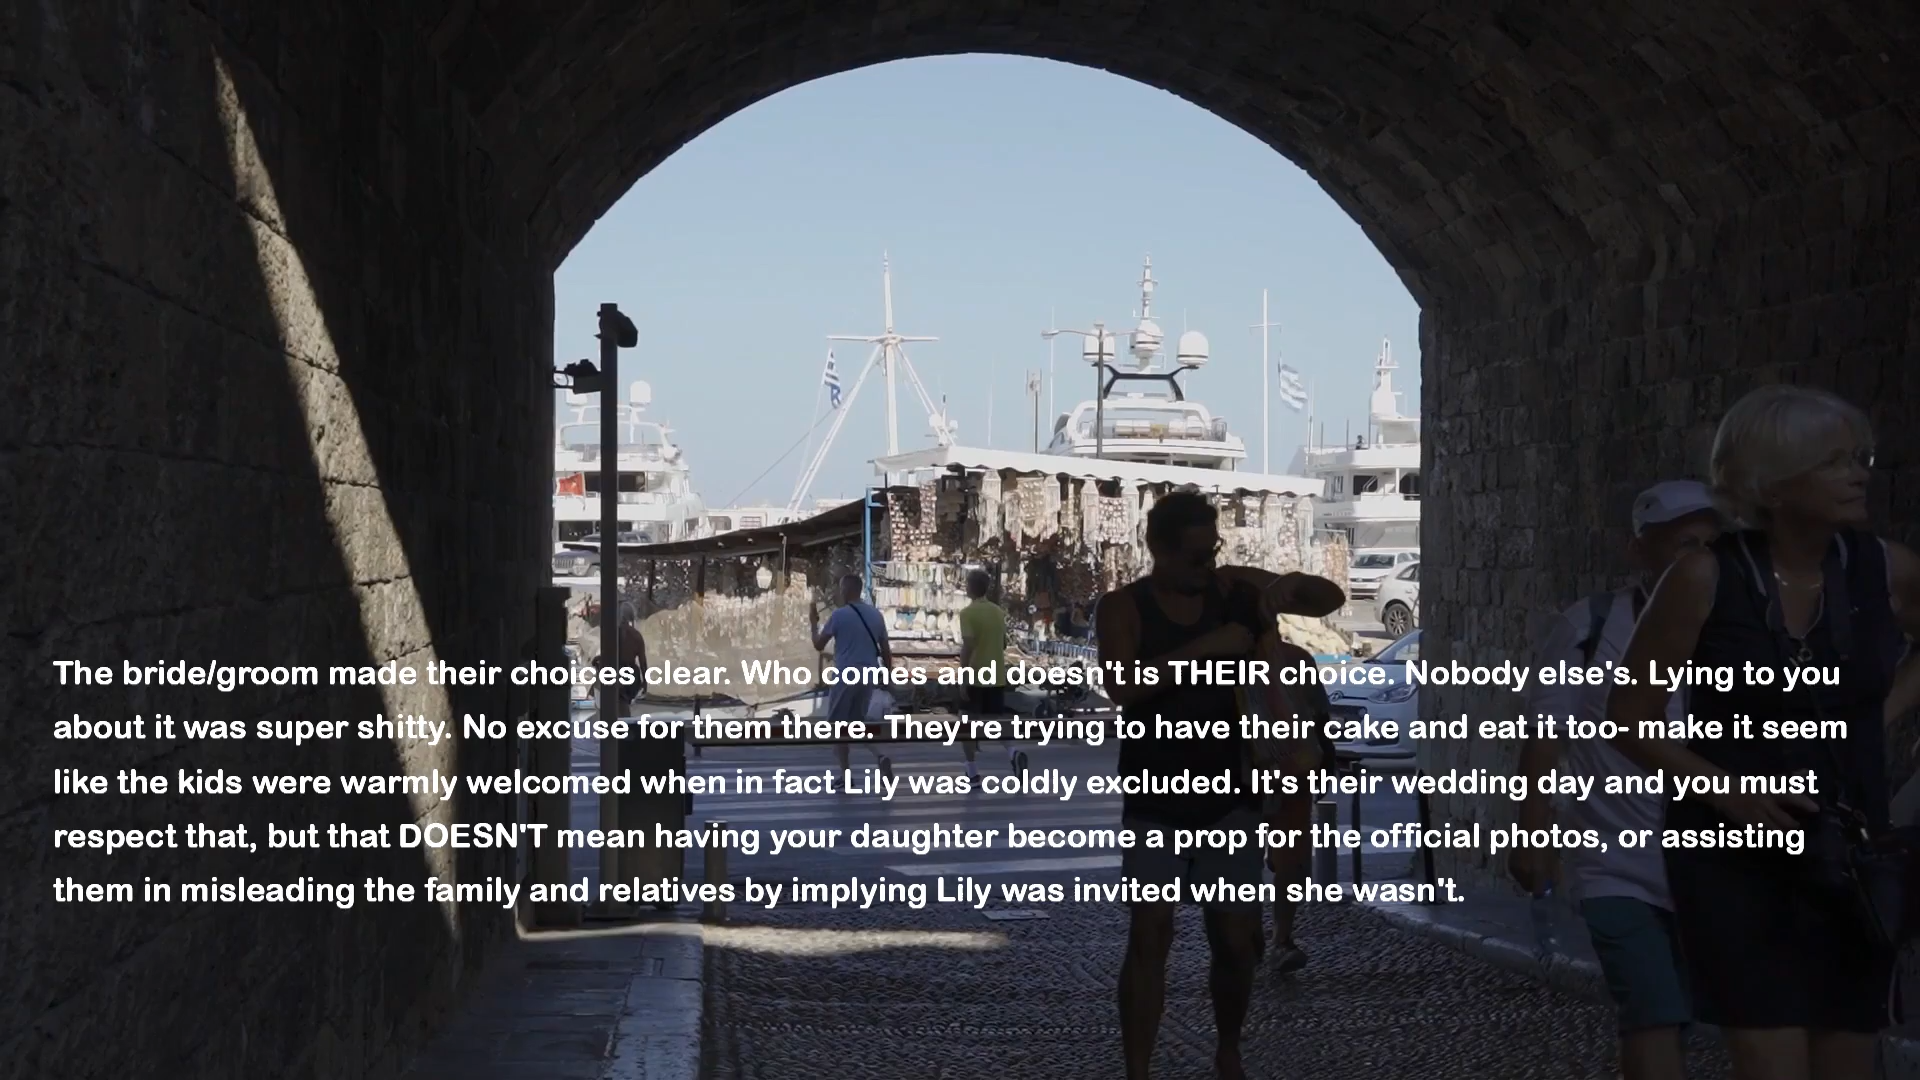 The bride/groom made their choices clear. Who comes and doesn't is THEIR choice. Nobody else's. Lying to you
about it was super shitty. No excuse for them there. They're trying to have their cake and eat it too- make it seem
like the kids were warmly welcomed when in fact Lily was coldly excluded. It's their wedding day and you must
respect that, but that DOESN'T mean having your daughter become a prop for the official photos, or assisting
them in misleading the family and relatives by implying Lily was invited when she wasn't.